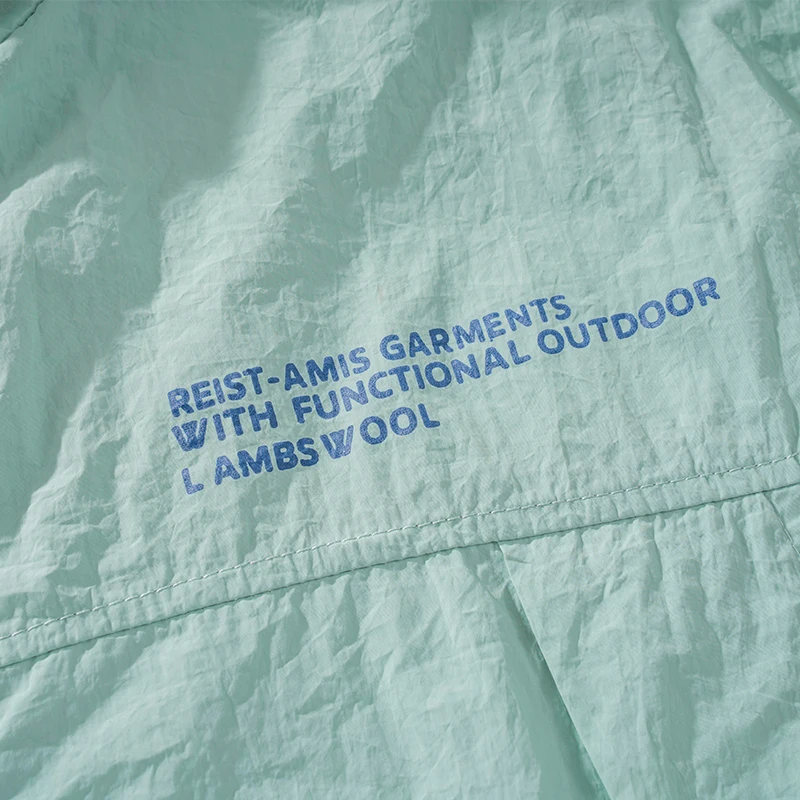 REIST-AMIS GARMENTS
WITH FUNCTIONAL OUTDOOR
L AMBSWOOL